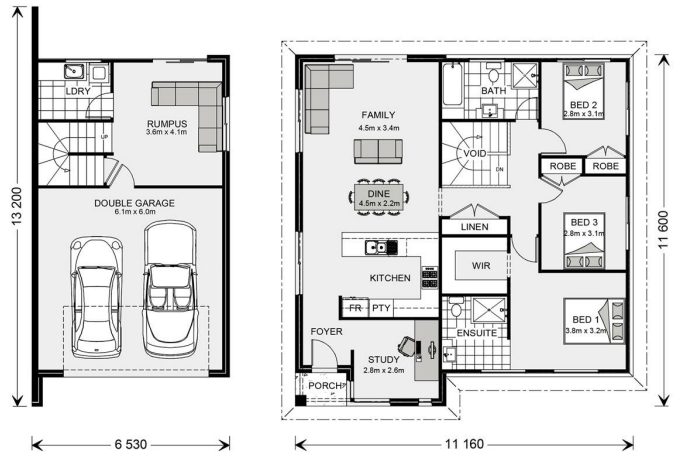 LDRY
RUMPUS
3.6m x 4.1m
UP
DOUBLE GARAGE
6.1m x 6.0m
13 200
6 530
FAMILY
4.5m x 3.4m
BATH
BED 2
2.8m x 3.1m
VOID
DN
ROBE
ROBE
DINE
4.5m x 2.2m
LINEN
BED 3
2.8m x 3.1m
WIR
KITCHEN
FR
PTY
ENSUITE
BED 1
3.8m x 3.2m
FOYER
STUDY
2.8m x 2.6m
PORCH
11 600
11 160